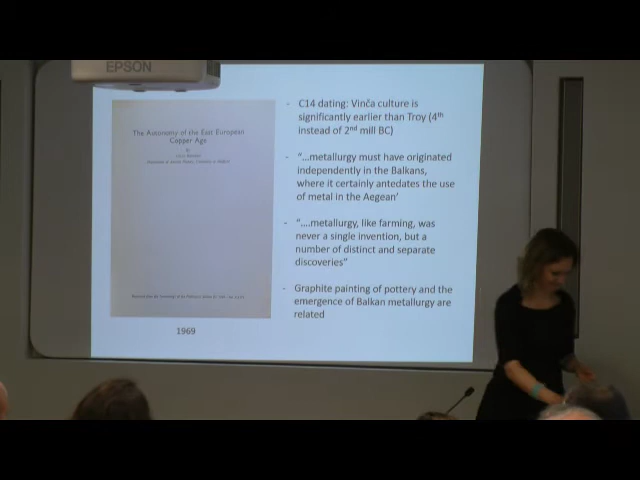 EPSON
The Autonomy of the East European
Copper Age
By
- C14 dating: Vinča culture is
significantly earlier than Troy (4th
instead of 2nd mill BC)
- "...metallurgy must have originated
independently in the Balkans,
where it certainly antedates the use
of metal in the Aegean'
- "....metallurgy, like farming, was
never a single invention, but a
number of distinct and separate
discoveries"
- Graphite painting of pottery and the
emergence of Balkan metallurgy are
related
1969